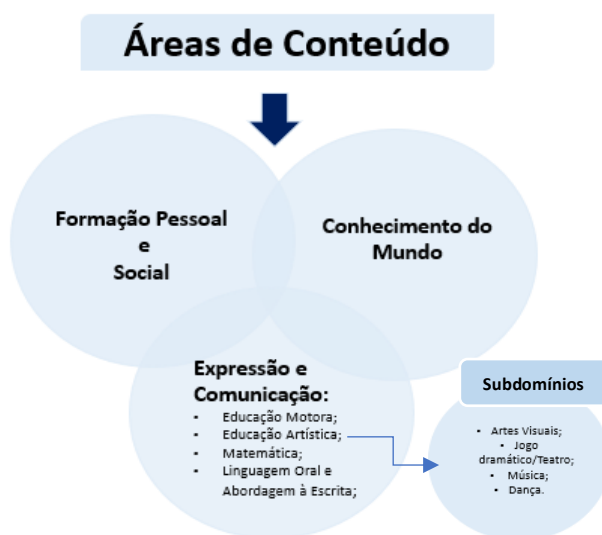 Áreas de Conteúdo
Formação Pessoal
e
Social
Conhecimento do
Mundo
Expressão e
Comunicação:
• Educação Motora;
• Educação Artística;
• Matemática;
• Linguagem Oral e
Abordagem à Escrita;
Subdomínios
• Artes Visuais;
• Jogo
dramático/Teatro;
• Música;
• Dança.